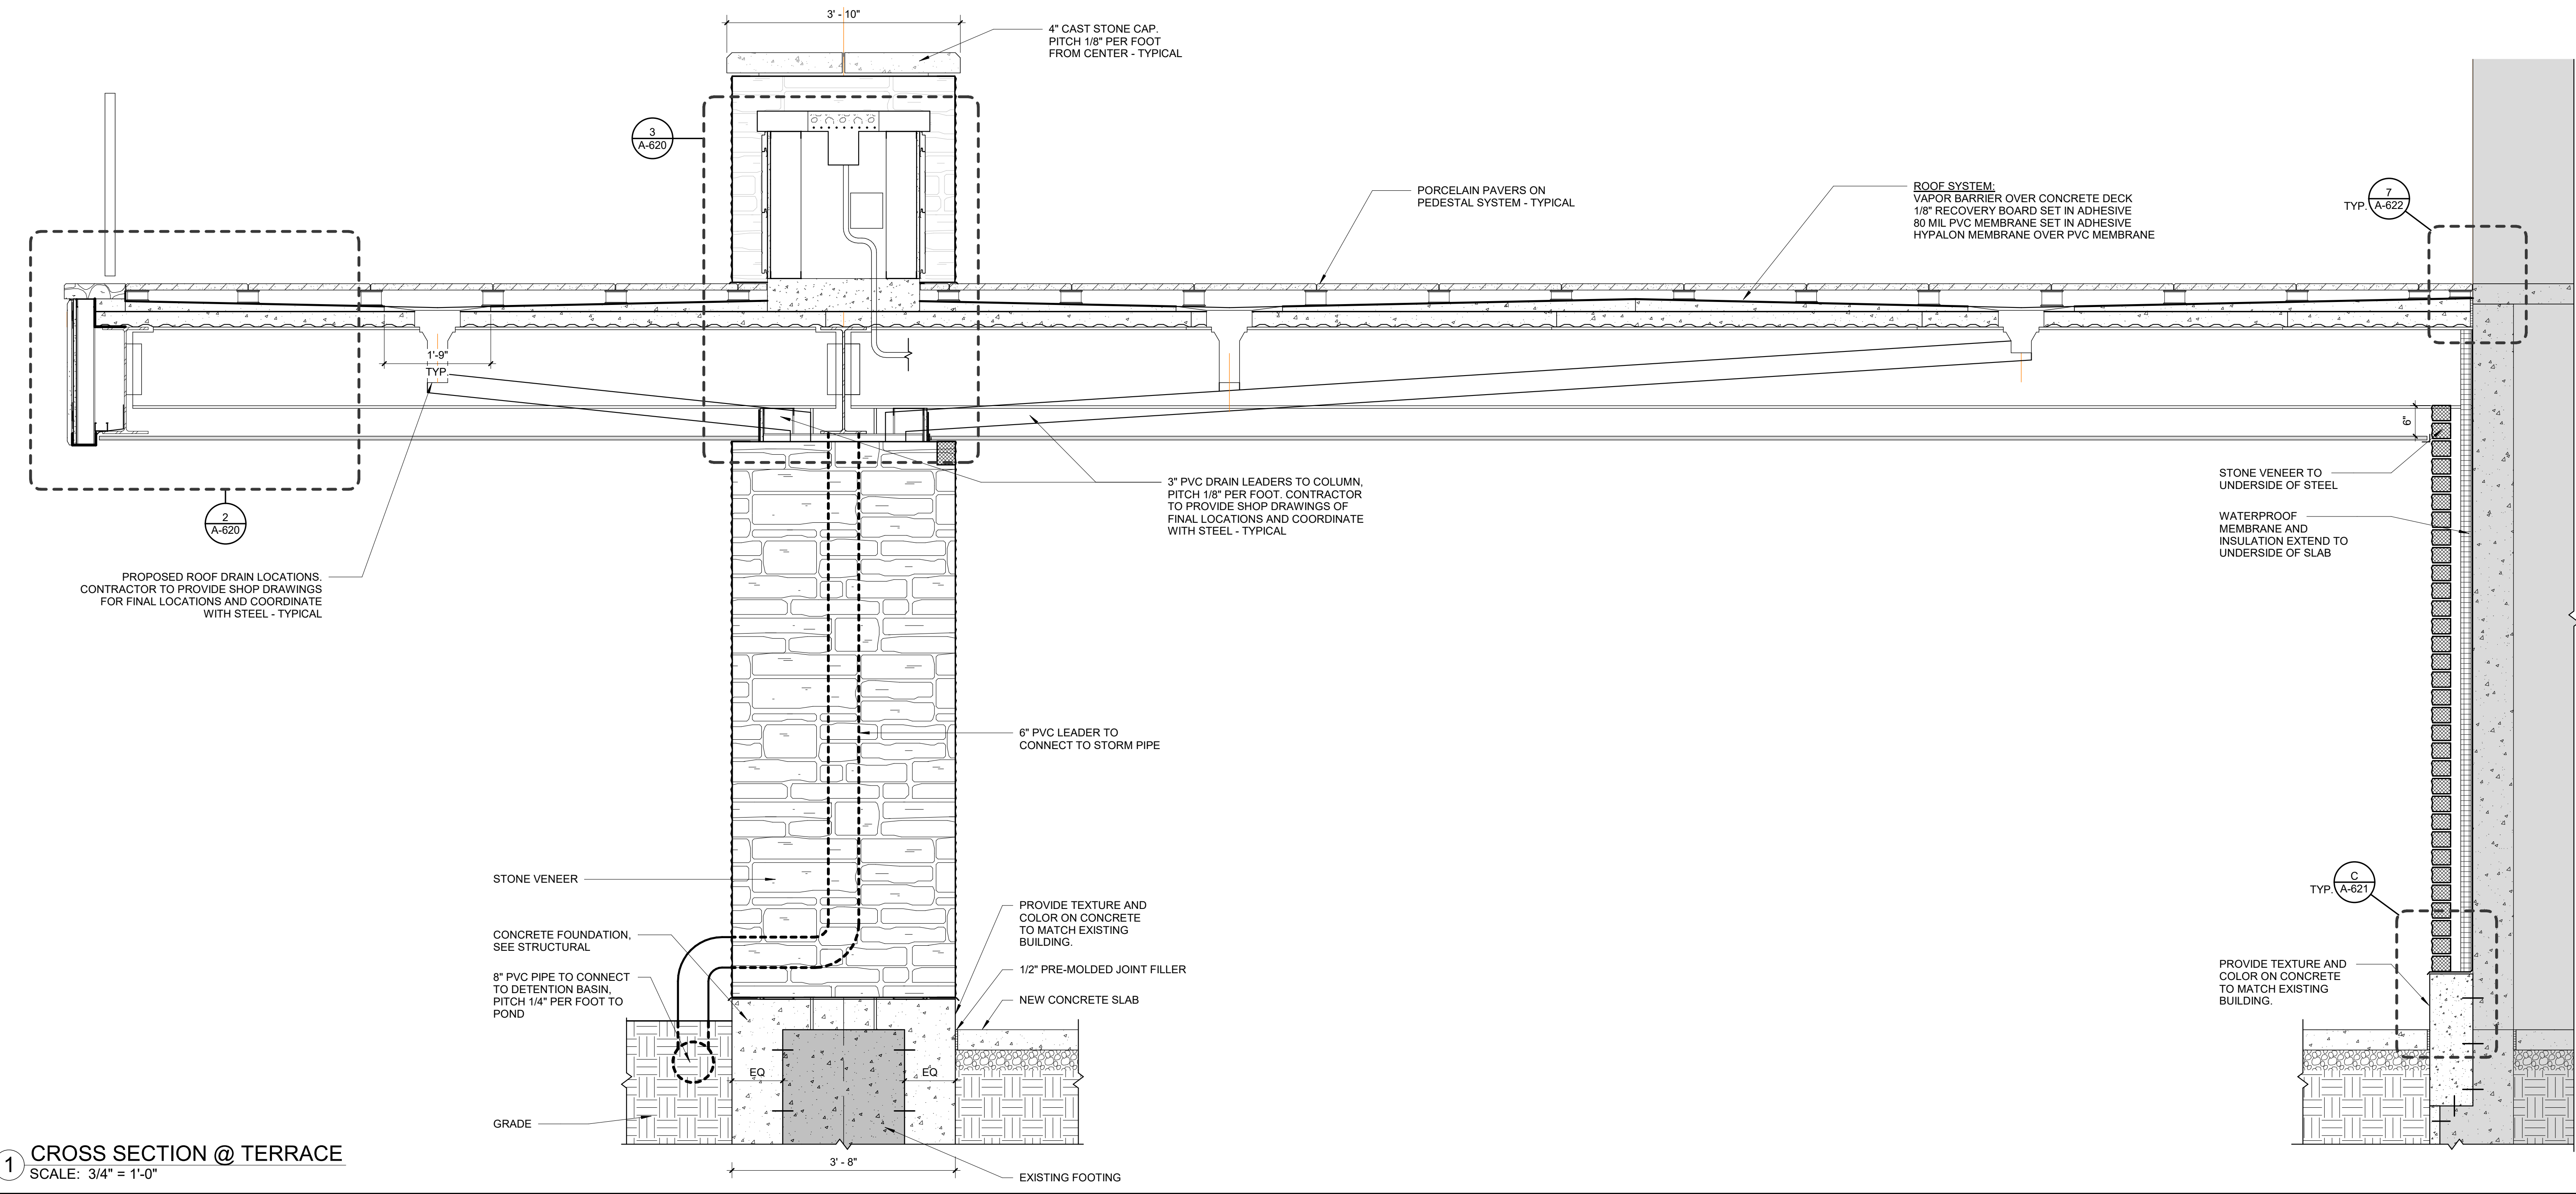 3' - 10"
4" CAST STONE CAP.
PITCH 1/8" PER FOOT
FROM CENTER - TYPICAL
3
A-620
PORCELAIN PAVERS ON
PEDESTAL SYSTEM - TYPICAL
ROOF SYSTEM:
VAPOR BARRIER OVER CONCRETE DECK
1/8" RECOVERY BOARD SET IN ADHESIVE
80 MIL PVC MEMBRANE SET IN ADHESIVE
HYPALON MEMBRANE OVER PVC MEMBRANE
TYP.
7
A-622
1'-9"
TYP.
6"
2
A-620
3" PVC DRAIN LEADERS TO COLUMN,
PITCH 1/8" PER FOOT. CONTRACTOR
TO PROVIDE SHOP DRAWINGS OF
FINAL LOCATIONS AND COORDINATE
WITH STEEL - TYPICAL
STONE VENEER TO
UNDERSIDE OF STEEL
WATERPROOF
MEMBRANE AND
INSULATION EXTEND TO
UNDERSIDE OF SLAB
PROPOSED ROOF DRAIN LOCATIONS.
CONTRACTOR TO PROVIDE SHOP DRAWINGS
FOR FINAL LOCATIONS AND COORDINATE
WITH STEEL - TYPICAL
6" PVC LEADER TO
CONNECT TO STORM PIPE
STONE VENEER
CONCRETE FOUNDATION,
SEE STRUCTURAL
8" PVC PIPE TO CONNECT
TO DETENTION BASIN,
PITCH 1/4" PER FOOT TO
POND
PROVIDE TEXTURE AND
COLOR ON CONCRETE
TO MATCH EXISTING
BUILDING.
1/2" PRE-MOLDED JOINT FILLER
NEW CONCRETE SLAB
TYP.
C
A-621
PROVIDE TEXTURE AND
COLOR ON CONCRETE
TO MATCH EXISTING
BUILDING.
EQ
EQ
GRADE
3' - 8"
EXISTING FOOTING
1
CROSS SECTION @ TERRACE
SCALE: 3/4" = 1'-0"